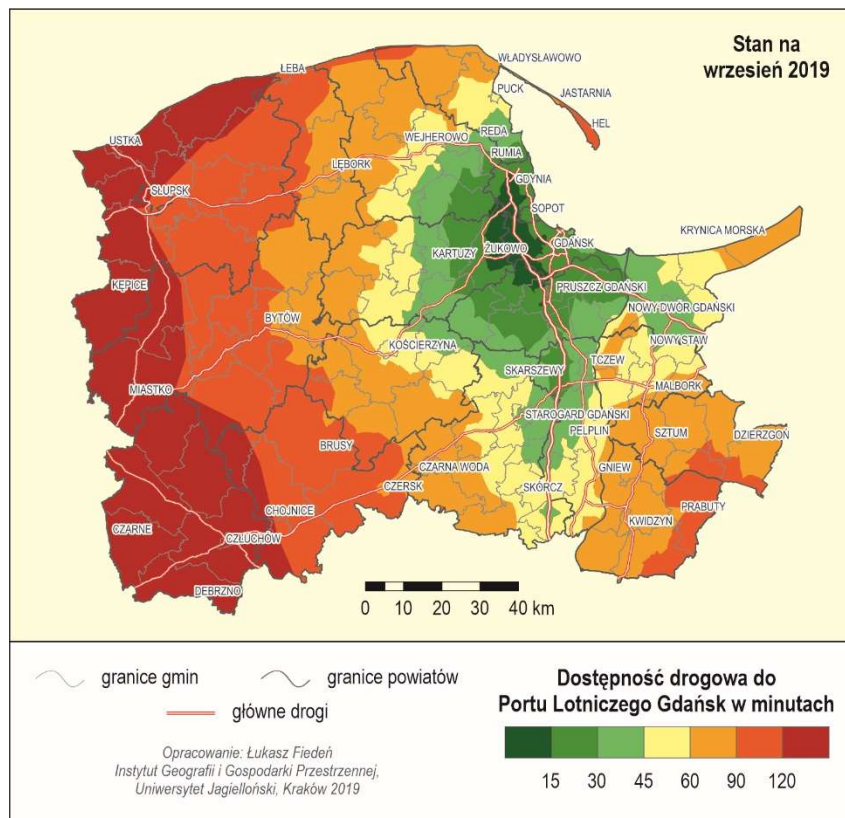 Stan na
wrzesień 2019
WŁADYSŁAWOWO
ŁEBA
PUCK
JASTARNIA
HEL
USTKA
WEJHEROWO
REDA
RUMIA
LĘBORK
GDYNIA
SŁUPSK
SOPOT
KRYNICA MORSKA
KARTUZY
ŻUKOWO
GDAŃSK
KĘPICE
PRUSZCZ GDAŃSKI
NOWY DWÓR GDAŃSKI
BYTÓW
KOŚCIERZYNA
NOWY STAW
TCZEW
SKARSZEWY
MALBORK
MIASTKO
STAROGARD GDAŃSKI
PELPLIN
SZTUM
DZIERZGOŃ
BRUSY
CZARNA WODA
GNIEW
CZERSK
SKÓRCZ
PRABUTY
CHOJNICE
KWIDZYN
CZARNE
CZŁUCHÓW
DEBRZNO
0 10 20 30 40 km
granice gmin
granice powiatów
główne drogi
Opracowanie: Łukasz Fiedeń
Instytut Geografii i Gospodarki Przestrzennej,
Uniwersytet Jagielloński, Kraków 2019
Dostępność drogowa do
Portu Lotniczego Gdańsk w minutach
15 30 45 60 90 120